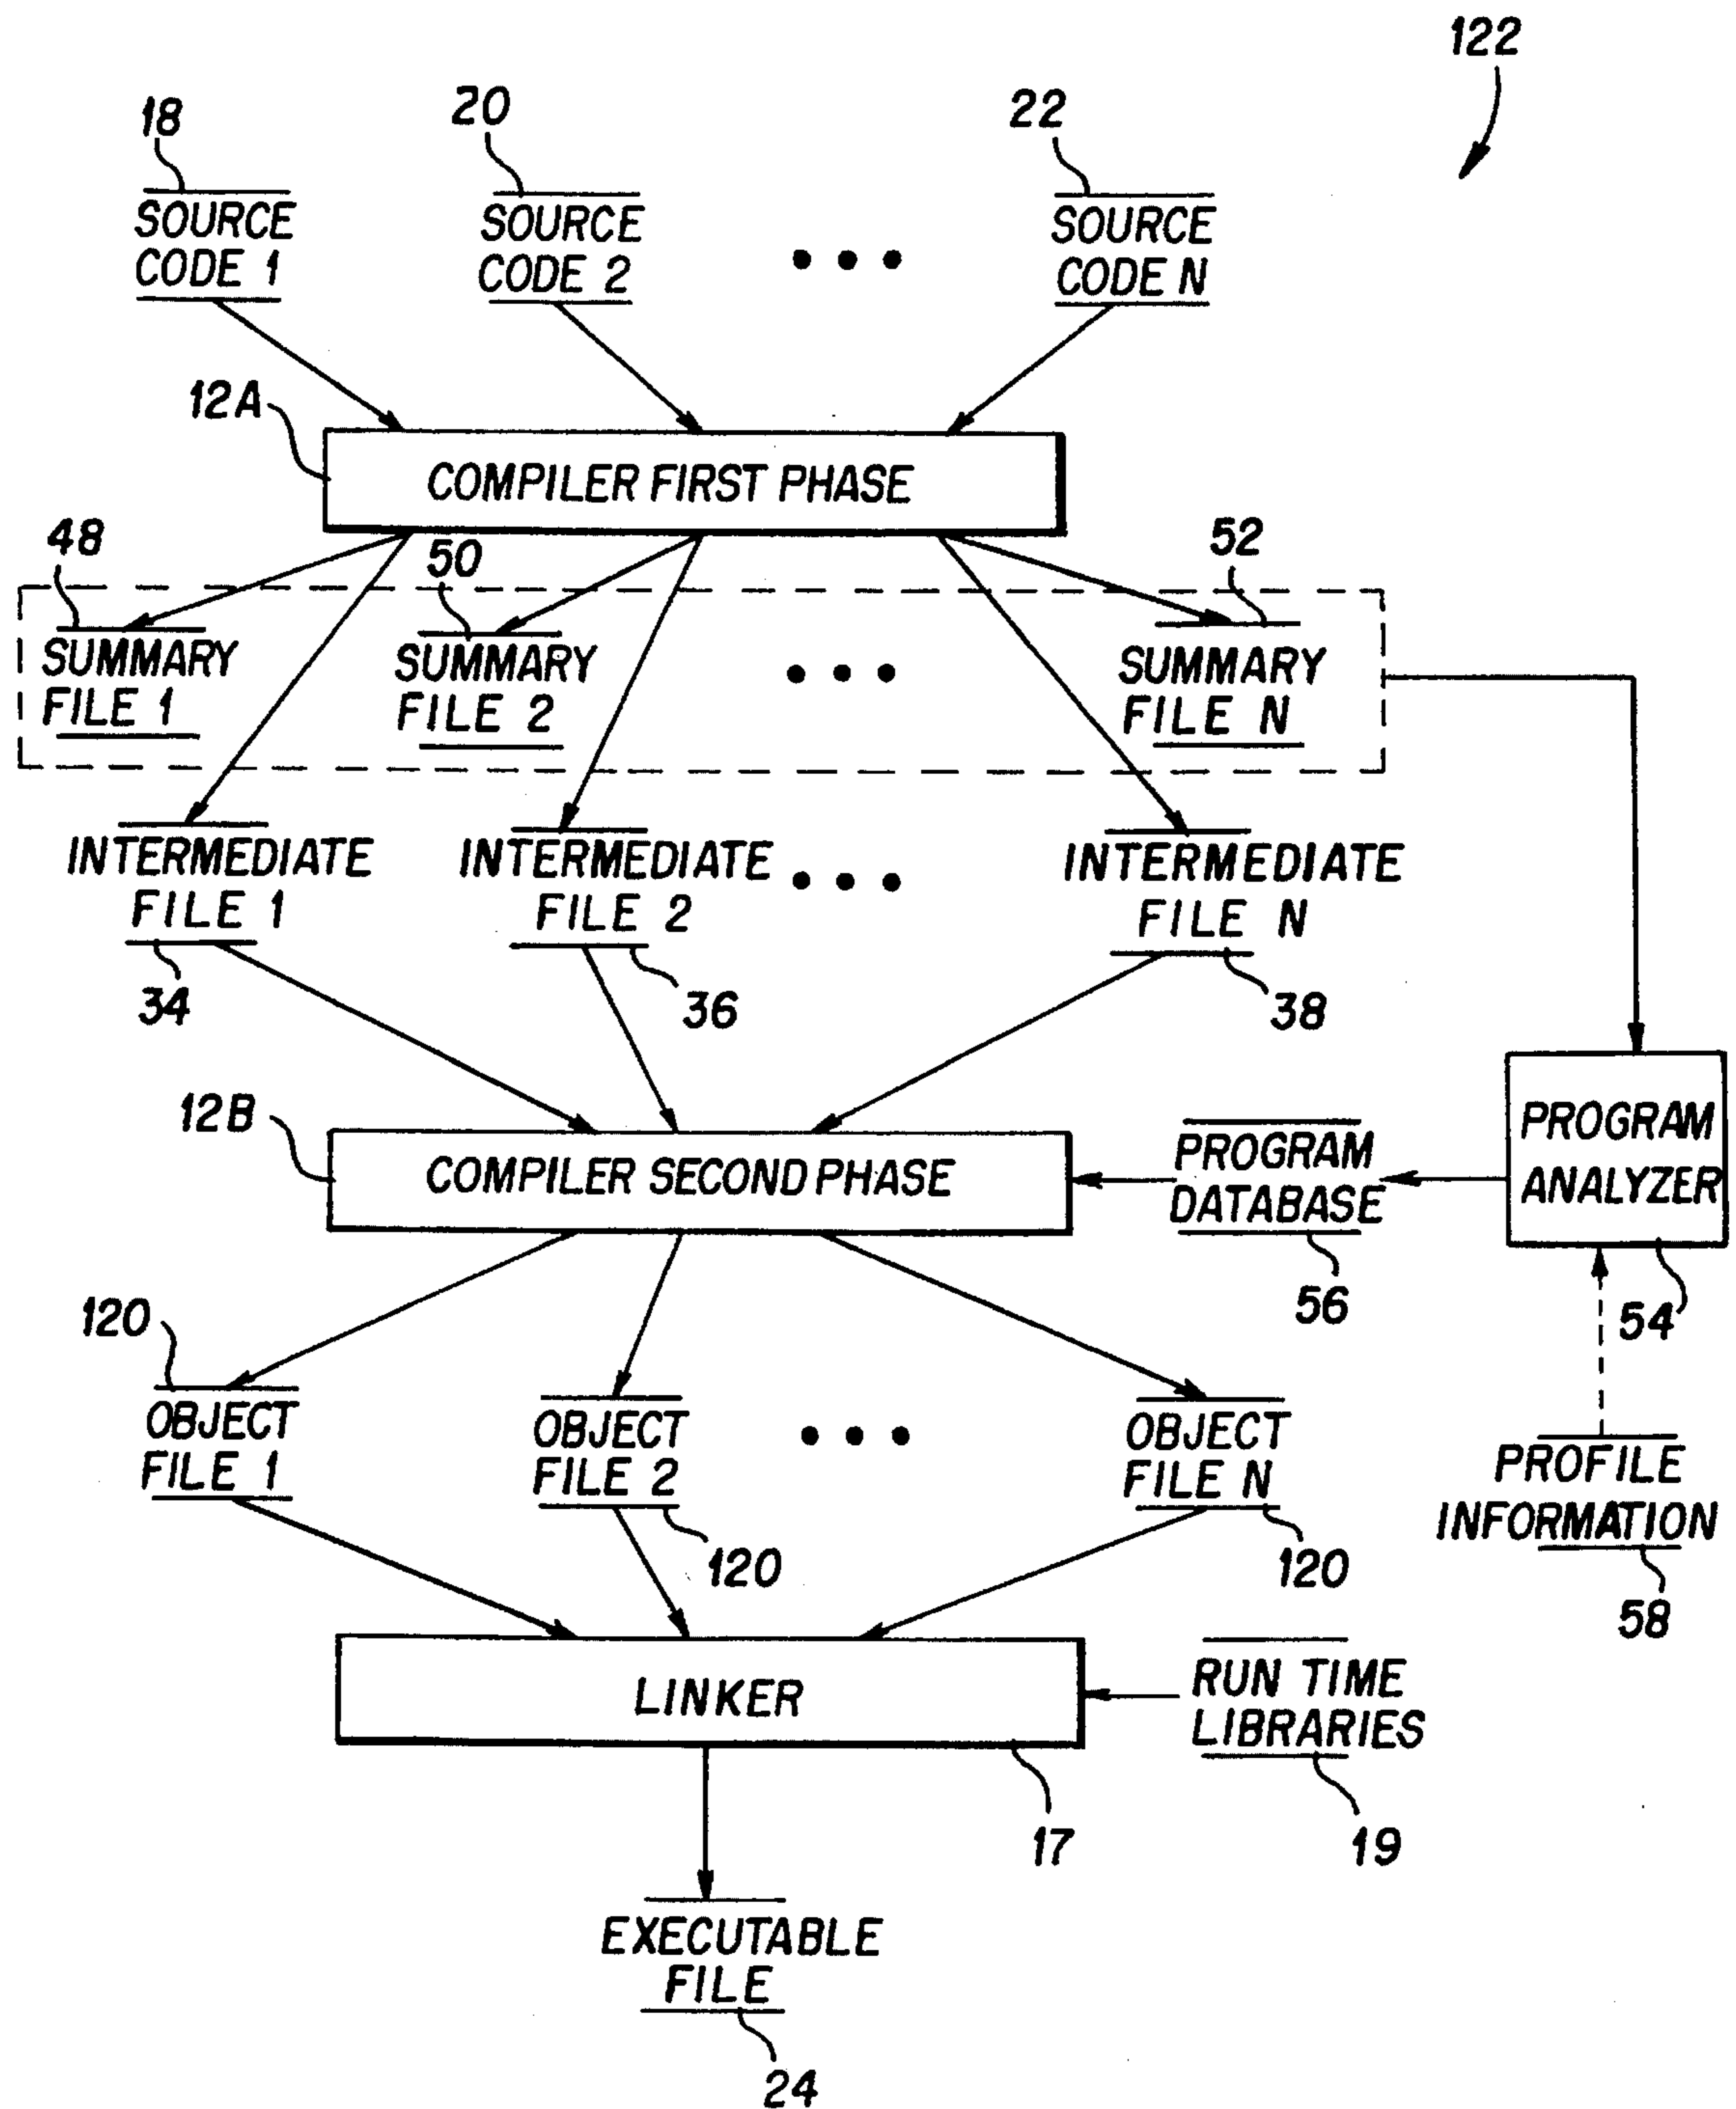 122
18
20
22
SOURCE
CODE 1
SOURCE
CODE 2
SOURCE
CODE N
12A
COMPILER FIRST PHASE
48
50
52
SUMMARY
FILE 1
SUMMARY
FILE 2
SUMMARY
FILE N
INTERMEDIATE
FILE 1
INTERMEDIATE
FILE 2
INTERMEDIATE
FILE N
34
36
38
12B
COMPILER SECOND PHASE
PROGRAM
DATABASE
56
PROGRAM
ANALYZER
54
120
OBJECT
FILE 1
OBJECT
FILE 2
OBJECT
FILE N
120
120
PROFILE
INFORMATION
58
LINKER
RUN TIME
LIBRARIES
17
19
EXECUTABLE
FILE
24